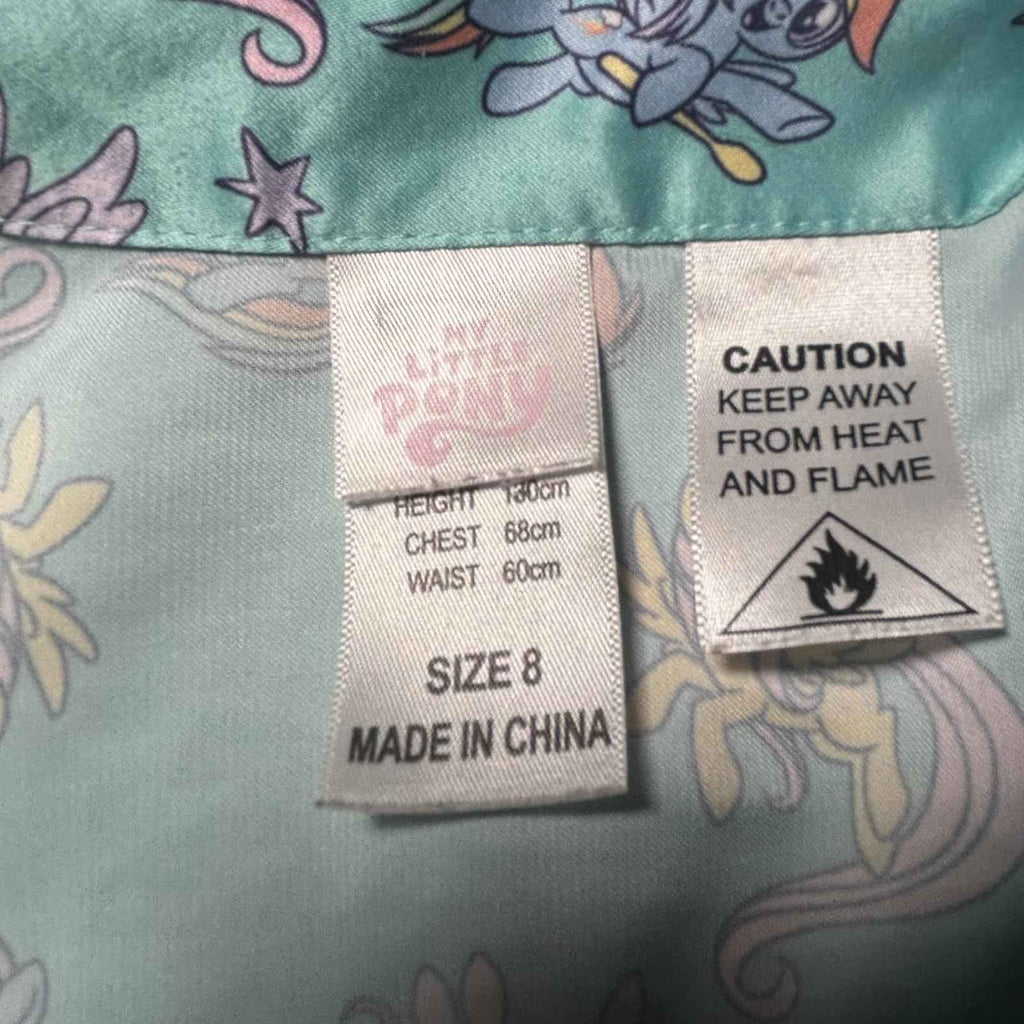 MY
LITTLE
PONY
HEIGHT 130cm
CHEST 68cm
WAIST 60cm
SIZE 8
MADE IN CHINA
CAUTION
KEEP AWAY
FROM HEAT
AND FLAME